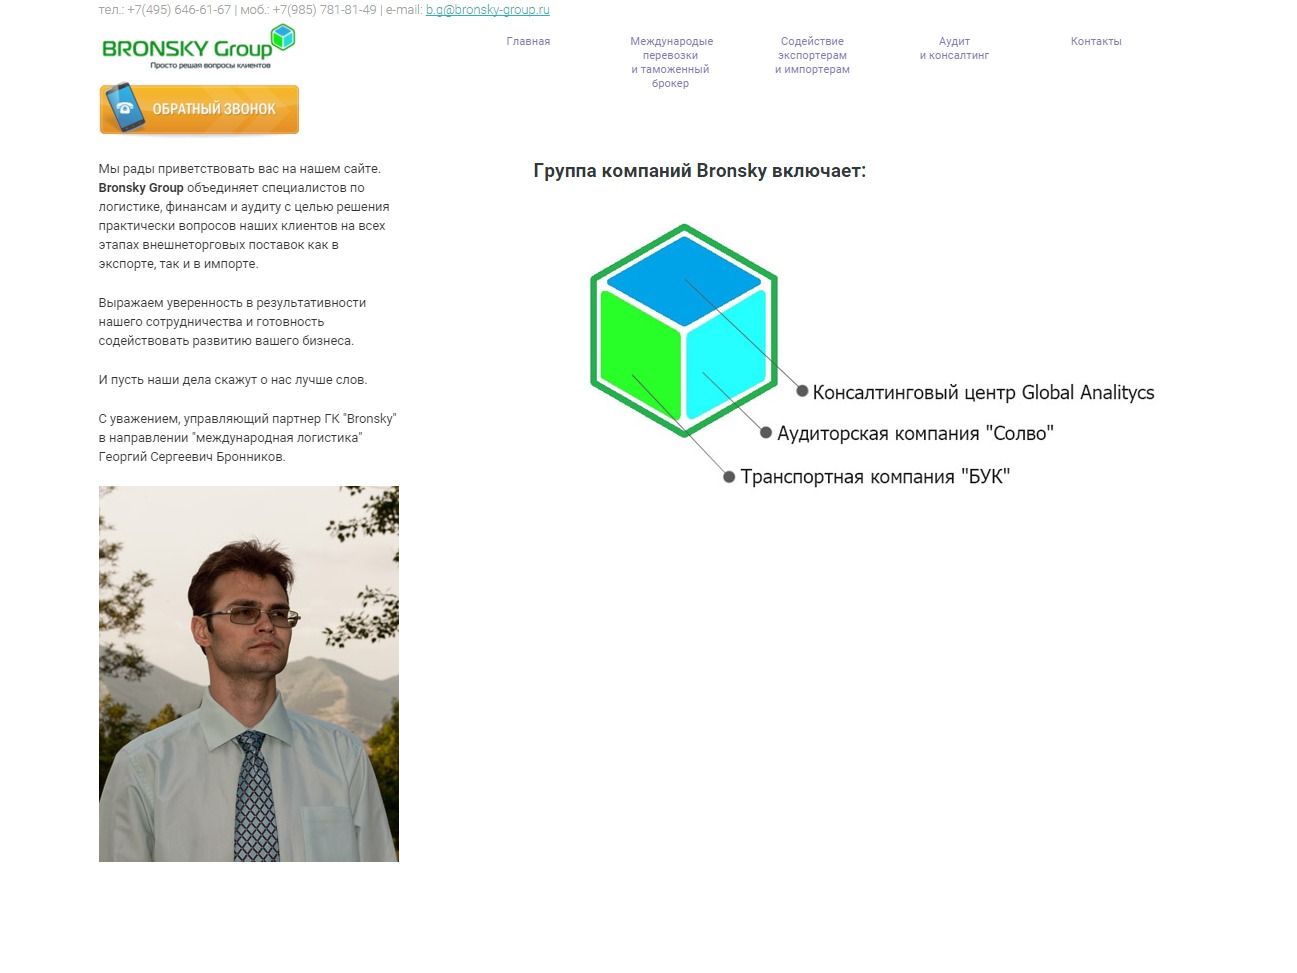 тел.: +7(495) 646-61-67 | моб.: +7(985) 781-81-49 | e-mail: b.g@bronsky-group.ru
BRONSKY Group
Просто решая вопросы клиентов
Главная
Международые
перевозки
и таможенный
брокер
Содействие
экспортерам
и импортерам
Аудит
и консалтинг
Контакты
ОБРАТНЫЙ ЗВОНОК
Мы рады приветствовать вас на нашем сайте.
Bronsky Group объединяет специалистов по
логистике, финансам и аудиту с целью решения
практически вопросов наших клиентов на всех
этапах внешнеторговых поставок как в
экспорте, так и в импорте.
Выражаем уверенность в результативности
нашего сотрудничества и готовность
содействовать развитию вашего бизнеса.
И пусть наши дела скажут о нас лучше слов.
С уважением, управляющий партнер ГК "Bronsky"
в направлении "международная логистика"
Георгий Сергеевич Бронников.
Группа компаний Bronsky включает:
Консалтинговый центр Global Analitycs
Аудиторская компания "Солво"
Транспортная компания "БУК"